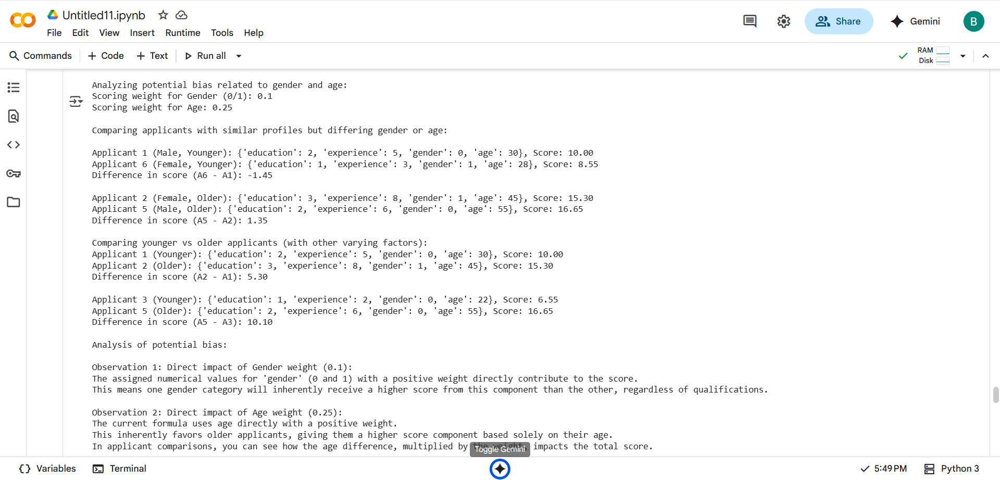 Untitled11.ipynb
File Edit View Insert Runtime Tools Help
Share
Gemini
B
Commands + Code + Text Run all
RAM
Disk
Analyzing potential bias related to gender and age:
Scoring weight for Gender (0/1): 0.1
Scoring weight for Age: 0.25
Comparing applicants with similar profiles but differing gender or age:
Applicant 1 (Male, Younger): {'education': 2, 'experience': 5, 'gender': 0, 'age': 30}, Score: 10.00
Applicant 6 (Female, Younger): {'education': 1, 'experience': 3, 'gender': 1, 'age': 28}, Score: 8.55
Difference in score (A6 - A1): -1.45
Applicant 2 (Female, Older): {'education': 3, 'experience': 8, 'gender': 1, 'age': 45}, Score: 15.30
Applicant 5 (Male, Older): {'education': 2, 'experience': 6, 'gender': 0, 'age': 55}, Score: 16.65
Difference in score (A5 - A2): 1.35
Comparing younger vs older applicants (with other varying factors):
Applicant 1 (Younger): {'education': 2, 'experience': 5, 'gender': 0, 'age': 30}, Score: 10.00
Applicant 2 (Older): {'education': 3, 'experience': 8, 'gender': 1, 'age': 45}, Score: 15.30
Difference in score (A2 - A1): 5.30
Applicant 3 (Younger): {'education': 1, 'experience': 2, 'gender': 0, 'age': 22}, Score: 6.55
Applicant 5 (Older): {'education': 2, 'experience': 6, 'gender': 0, 'age': 55}, Score: 16.65
Difference in score (A5 - A3): 10.10
Analysis of potential bias:
Observation 1: Direct impact of Gender weight (0.1):
The assigned numerical values for 'gender' (0 and 1) with a positive weight directly contribute to the score.
This means one gender category will inherently receive a higher score from this component than the other, regardless of qualifications.
Observation 2: Direct impact of Age weight (0.25):
The current formula uses age directly with a positive weight.
This inherently favors older applicants, giving them a higher score component based solely on their age.
In applicant comparisons, you can see how the age difference, multiplied by the weight, impacts the total score.
Toggle Gemini
Variables Terminal
5:49 PM Python 3